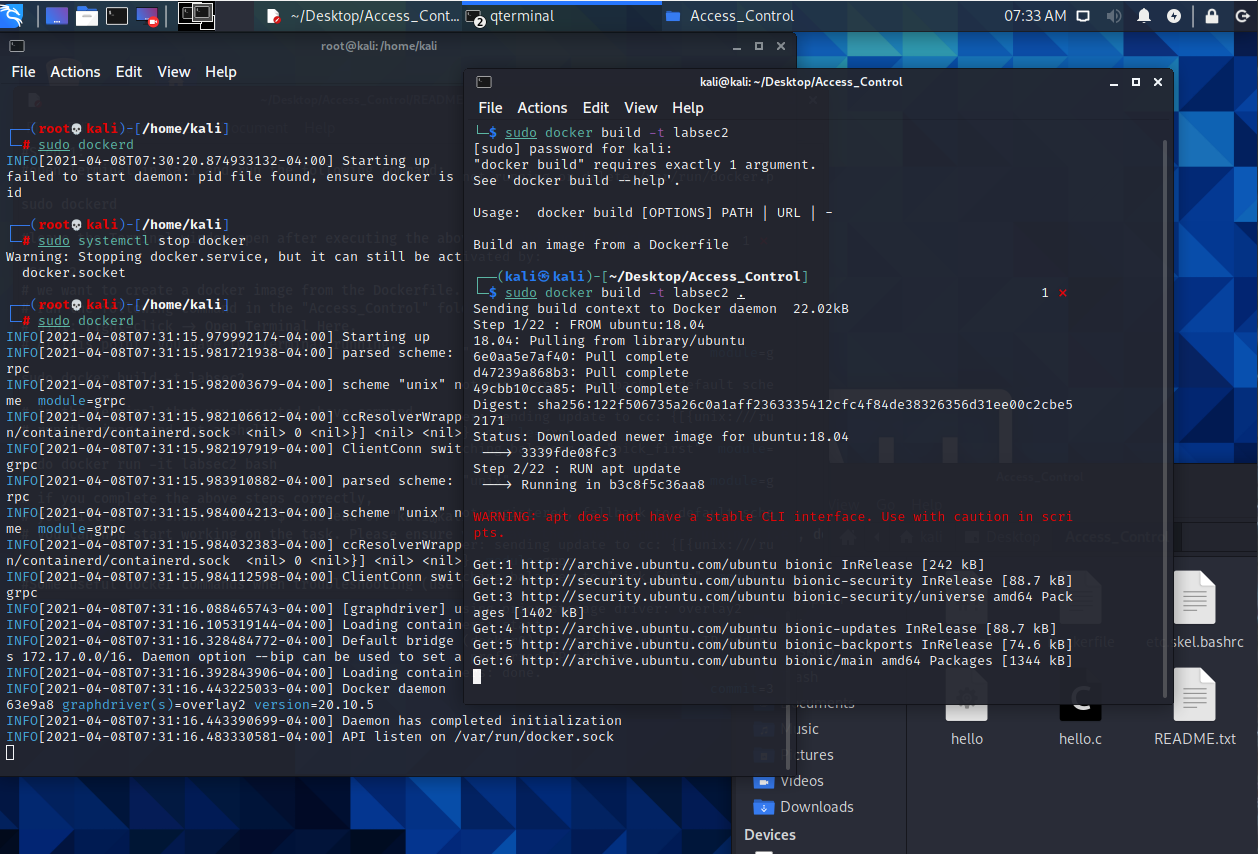 ~/Desktop/Access_Cont...
2
qterminal
Access_Control
07:33 AM
root@kali: /home/kali
File Actions Edit View Help
┌──(root💀kali)-[/home/kali]
└─# sudo dockerd
INFO[2021-04-08T07:30:20.874933132-04:00] Starting up
failed to start daemon: pid file found, ensure docker is
id
┌──(root💀kali)-[/home/kali]
└─# sudo systemctl stop docker
Warning: Stopping docker.service, but it can still be activated by:
docker.socket
┌──(root💀kali)-[/home/kali]
└─# sudo dockerd
INFO[2021-04-08T07:31:15.979992174-04:00] Starting up
INFO[2021-04-08T07:31:15.981721938-04:00] parsed scheme:
rpc
INFO[2021-04-08T07:31:15.982003679-04:00] scheme "unix" n
me module=grpc
INFO[2021-04-08T07:31:15.982106612-04:00] ccResolverWrappe
n/containerd/containerd.sock <nil> 0 <nil>}] <nil> <nil>
INFO[2021-04-08T07:31:15.982197919-04:00] ClientConn swit
grpc
INFO[2021-04-08T07:31:15.983910882-04:00] parsed scheme:
rpc
INFO[2021-04-08T07:31:15.984004213-04:00] scheme "unix" n
me module=grpc
INFO[2021-04-08T07:31:15.984032383-04:00] ccResolverWrappe
n/containerd/containerd.sock <nil> 0 <nil>}] <nil> <nil>
INFO[2021-04-08T07:31:15.984112598-04:00] ClientConn swit
grpc
INFO[2021-04-08T07:31:16.088465743-04:00] [graphdriver] u
INFO[2021-04-08T07:31:16.105319144-04:00] Loading contain
INFO[2021-04-08T07:31:16.328484772-04:00] Default bridge
s 172.17.0.0/16. Daemon option --bip can be used to set a
INFO[2021-04-08T07:31:16.392843906-04:00] Loading contain
INFO[2021-04-08T07:31:16.443225033-04:00] Docker daemon
63e9a8 graphdriver(s)=overlay2 version=20.10.5
INFO[2021-04-08T07:31:16.443390699-04:00] Daemon has completed initialization
INFO[2021-04-08T07:31:16.483330581-04:00] API listen on /var/run/docker.sock
kali@kali: ~/Desktop/Access_Control
File Actions Edit View Help
└─$ sudo docker build -t labsec2
[sudo] password for kali:
"docker build" requires exactly 1 argument.
See 'docker build --help'.
Usage:  docker build [OPTIONS] PATH | URL | -
Build an image from a Dockerfile
┌──(kali㉿kali)-[~/Desktop/Access_Control]
└─$ sudo docker build -t labsec2 . 1 ⨯
Sending build context to Docker daemon  22.02kB
Step 1/22 : FROM ubuntu:18.04
18.04: Pulling from library/ubuntu
6e0aa5e7af40: Pull complete
d47239a868b3: Pull complete
49cbb10cca85: Pull complete
Digest: sha256:122f506735a26c0a1aff2363335412cfc4f84de38326356d31ee00c2cbe5
2171
Status: Downloaded newer image for ubuntu:18.04
---> 3339fde08fc3
Step 2/22 : RUN apt update
---> Running in b3c8f5c36aa8
WARNING: apt does not have a stable CLI interface. Use with caution in scri
pts.
Get:1 http://archive.ubuntu.com/ubuntu bionic InRelease [242 kB]
Get:2 http://security.ubuntu.com/ubuntu bionic-security InRelease [88.7 kB]
Get:3 http://security.ubuntu.com/ubuntu bionic-security/universe amd64 Pack
ages [1402 kB]
Get:4 http://archive.ubuntu.com/ubuntu bionic-updates InRelease [88.7 kB]
Get:5 http://archive.ubuntu.com/ubuntu bionic-backports InRelease [74.6 kB]
Get:6 http://archive.ubuntu.com/ubuntu bionic/main amd64 Packages [1344 kB]
skel.bashrc
hello
hello.c
README.txt
Music
Pictures
Videos
Downloads
Devices